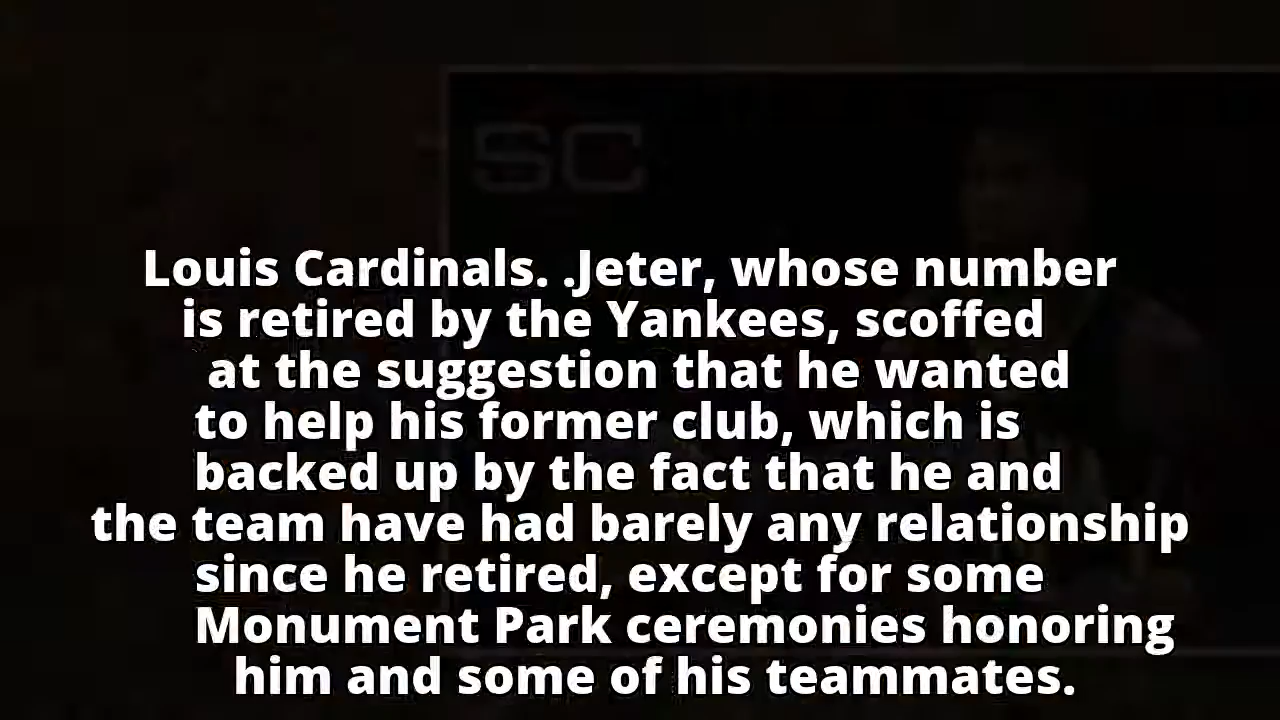 SC
Louis Cardinals. .Jeter, whose number
is retired by the Yankees, scoffed
at the suggestion that he wanted
to help his former club, which is
backed up by the fact that he and
the team have had barely any relationship
since he retired, except for some
Monument Park ceremonies honoring
him and some of his teammates.